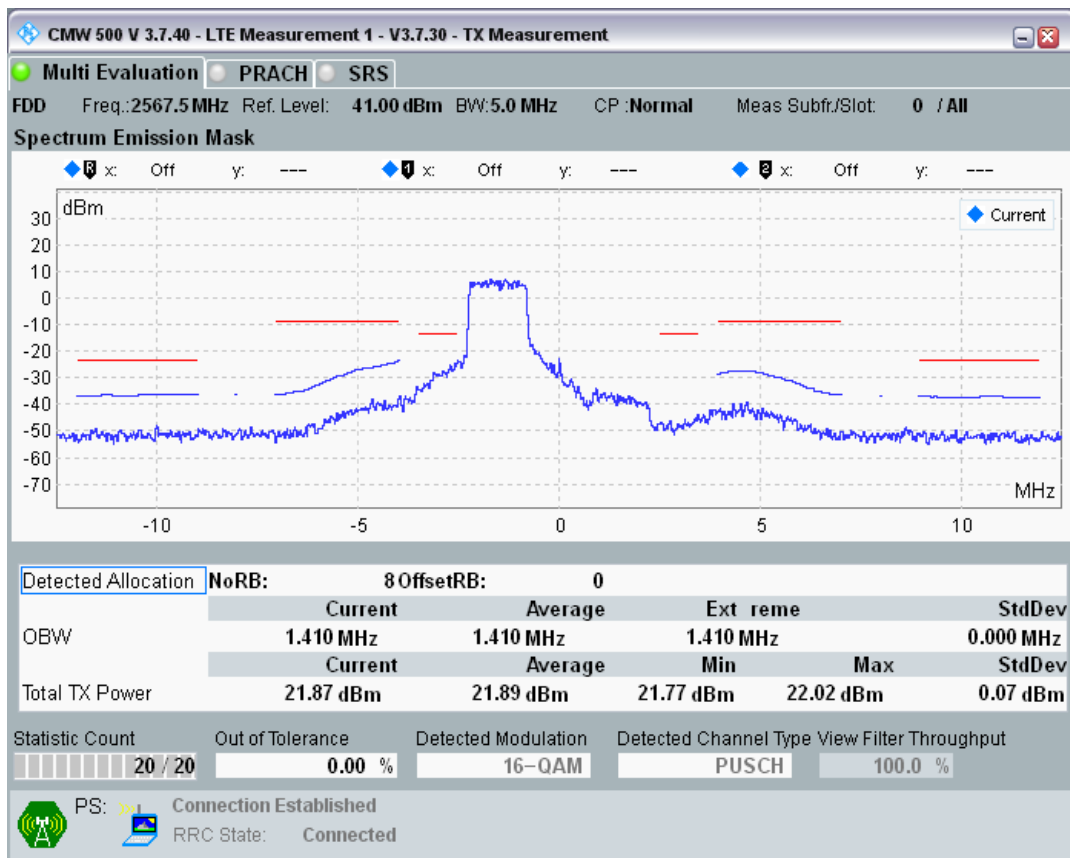 CMW 500 V 3.7.40 - LTE Measurement 1 - V3.7.30 - TX Measurement
Multi Evaluation PRACH SRS
FDD Freq.:2567.5 MHz Ref. Level: 41.00 dBm BW:5.0 MHz CP :Normal Meas Subfr./Slot: 0 / All
Spectrum Emission Mask
R x: Off y: --- 1 x: Off y: --- 2 x: Off y: ---
dBm
Current
30
20
10
0
-10
-20
-30
-40
-50
-60
-70
MHz
-10 -5 0 5 10
Detected Allocation NoRB: 8 OffsetRB: 0
Current Average Ext reme StdDev
OBW 1.410 MHz 1.410 MHz 1.410 MHz 0.000 MHz
Current Average Min Max StdDev
Total TX Power 21.87 dBm 21.89 dBm 21.77 dBm 22.02 dBm 0.07 dBm
Statistic Count Out of Tolerance Detected Modulation Detected Channel Type View Filter Throughput
20 / 20 0.00 % 16-QAM PUSCH 100.0 %
PS: Connection Established
RRC State: Connected